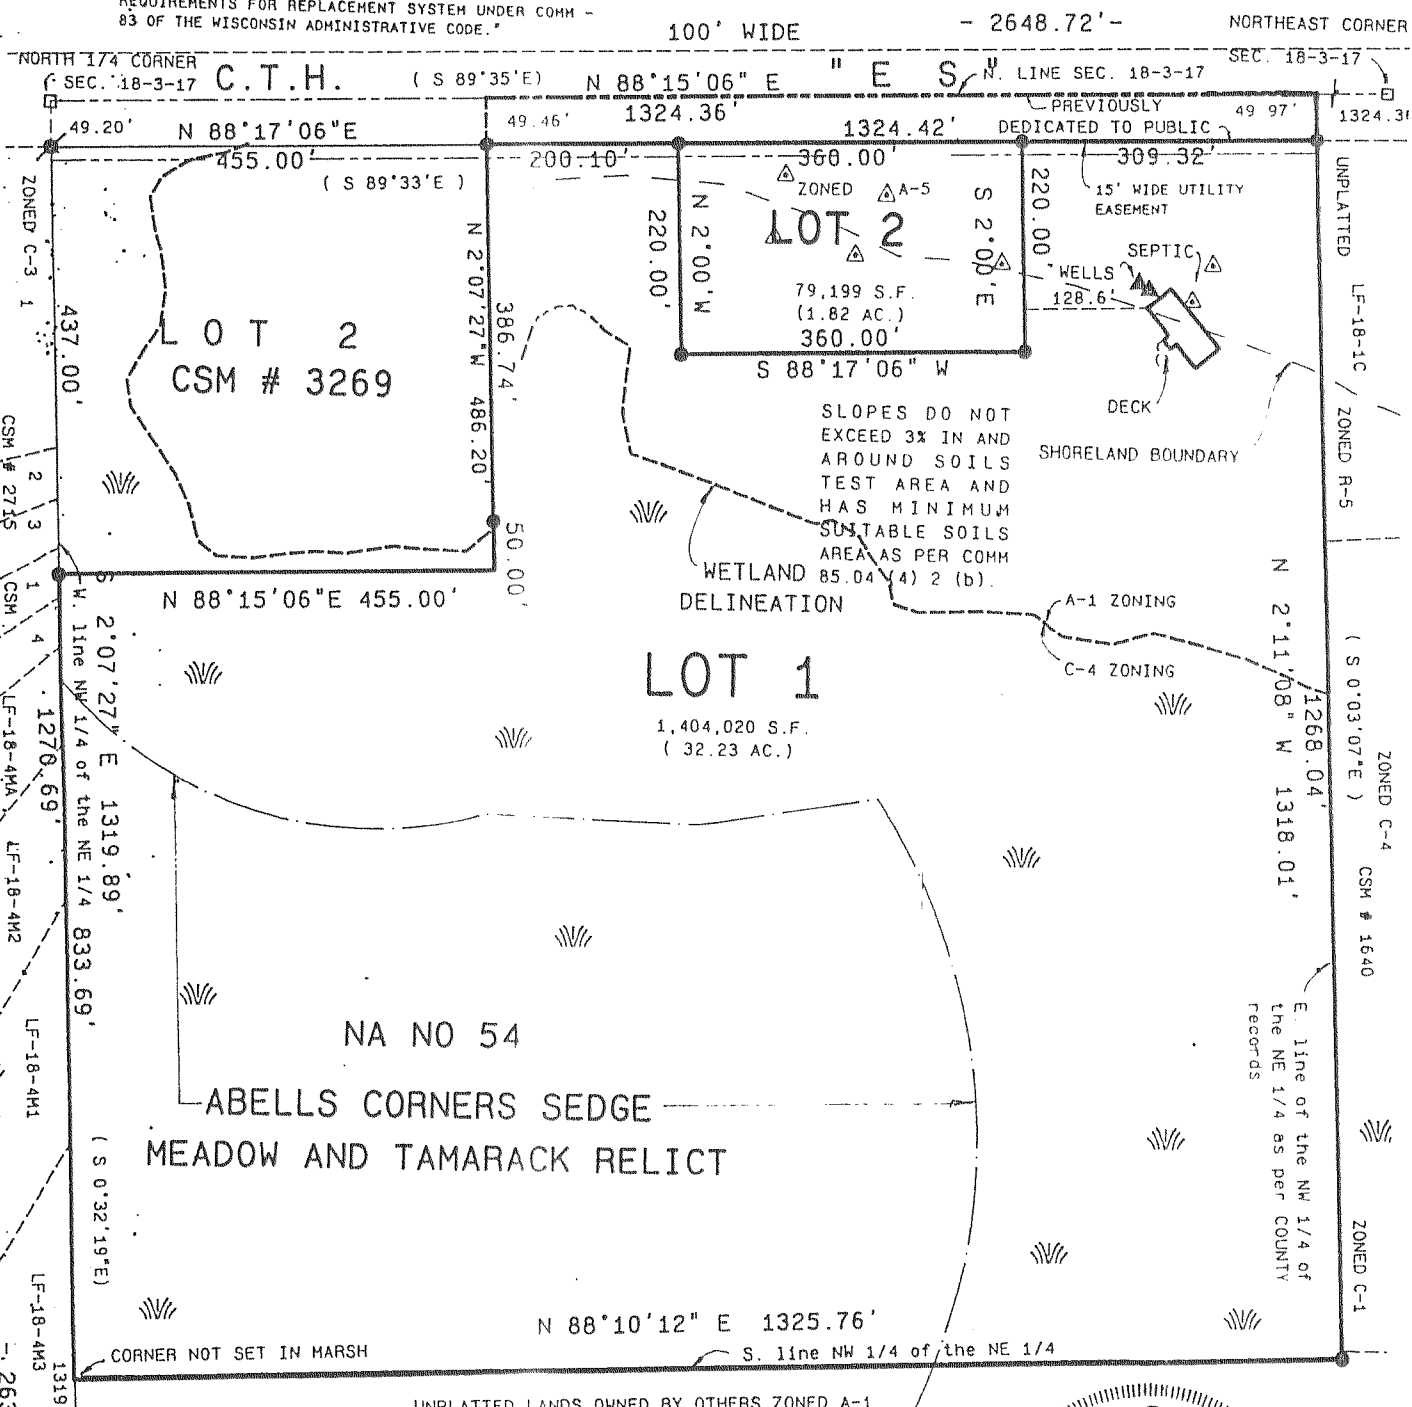 REQUIREMENTS FOR REPLACEMENT SYSTEM UNDER COMM -
83 OF THE WISCONSIN ADMINISTRATIVE CODE."
100' WIDE
- 2648.72'-
NORTHEAST CORNER
SEC. 18-3-17
NORTH 1/4 CORNER
SEC. 18-3-17
C.T.H.
( S 89°35'E)
N 88°15'06" E
" E S "
N. LINE SEC. 18-3-17
1324.36'
PREVIOUSLY
DEDICATED TO PUBLIC
49 97'
1324.36
49.20'
N 88°17'06"E
49.46'
1324.42'
455.00'
( S 89°33'E )
200.10'
360.00'
309.32'
15' WIDE UTILITY
EASEMENT
ZONED A-5
LOT 2
79,199 S.F.
(1.82 AC.)
360.00'
S 88°17'06" W
220.00'
N 2°00'W
S 2°00'E
220.00'
SEPTIC
WELLS
128.6'
DECK
SHORELAND BOUNDARY
UNPLATTED
LF-18-1C
ZONED R-5
ZONED C-3
1
437.00'
LOT 2
CSM # 3269
N 2°07'27"W 486.20'
386.74'
50.00'
N 88°15'06"E 455.00'
SLOPES DO NOT
EXCEED 3% IN AND
AROUND SOILS
TEST AREA AND
HAS MINIMUM
SUITABLE SOILS
AREA AS PER COMM
85.04 (4) 2 (b).
WETLAND
DELINEATION
A-1 ZONING
C-4 ZONING
LOT 1
1,404,020 S.F.
( 32.23 AC.)
CSM # 2715
2
3
1
CSM
4
LF-18-4MA
LF-18-4M2
LF-18-4M1
LF-18-4M3
1270.69'
W. line NW 1/4 of the NE 1/4 833.69'
S 2°07'27" E 1319.89'
( S 0°32'19"E)
N 2°11'08" W 1318.01'
1268.04'
( S 0°03'07"E )
ZONED C-4
CSM # 1640
E. line of the NW 1/4 of
the NE 1/4 as per COUNTY
records
ZONED C-1
NA NO 54
ABELLS CORNERS SEDGE
MEADOW AND TAMARACK RELICT
N 88°10'12" E 1325.76'
CORNER NOT SET IN MARSH
S. line NW 1/4 of the NE 1/4
1319
UNPLATTED LANDS OWNED BY OTHERS ZONED A-1